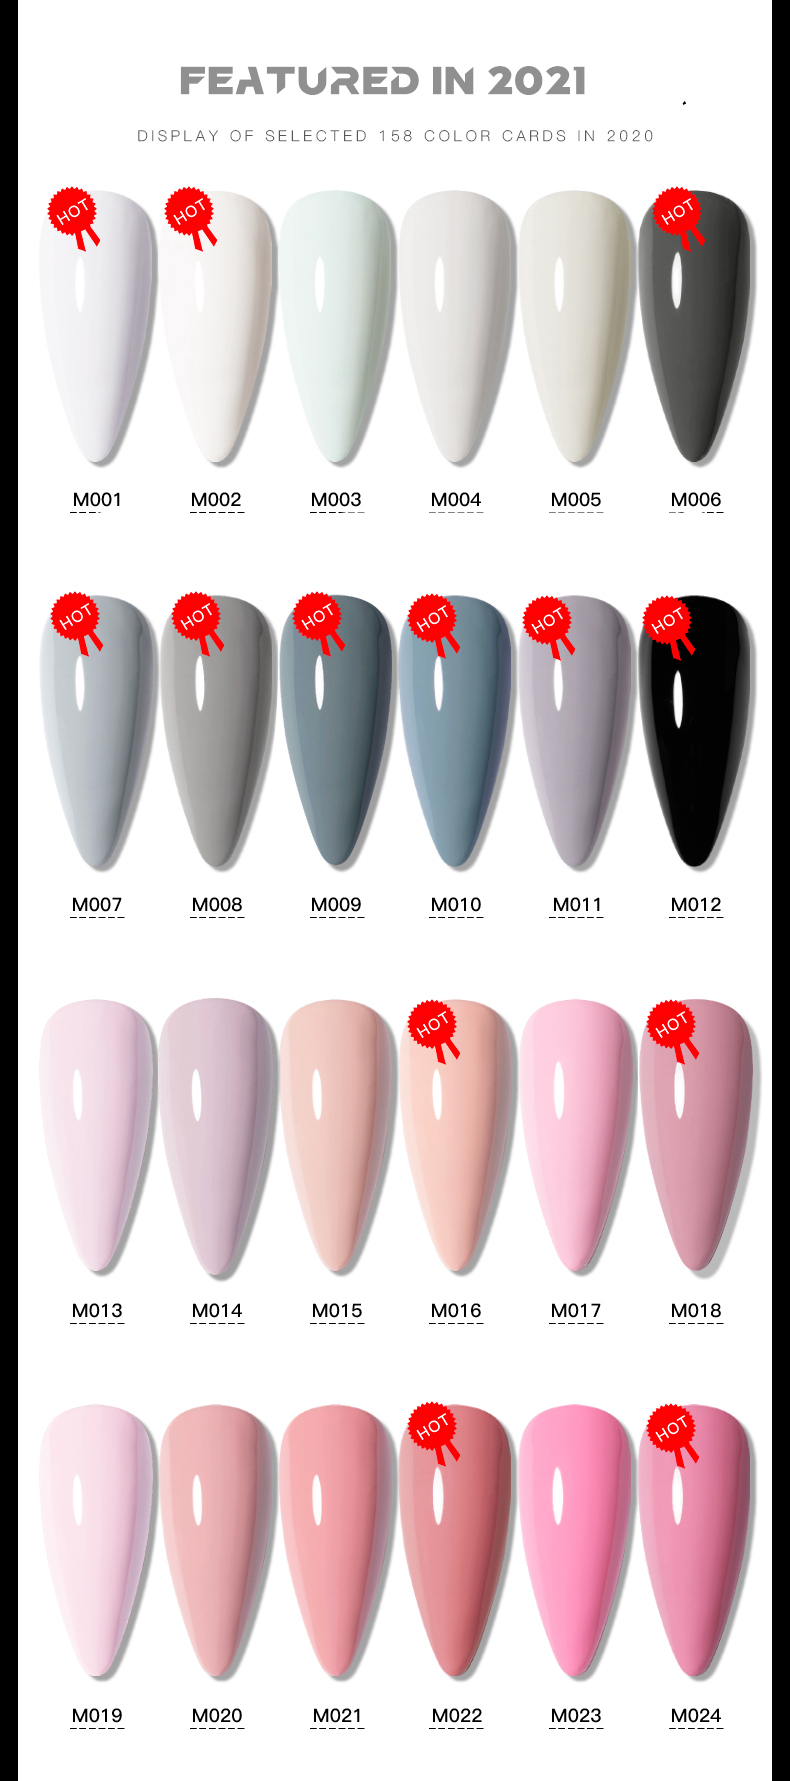 FEATURED IN 2021
DISPLAY OF SELECTED 158 COLOR CARDS IN 2020
HOT HOT HOT
M001 M002 M003 M004 M005 M006
HOT HOT HOT HOT HOT HOT
M007 M008 M009 M010 M011 M012
HOT HOT
M013 M014 M015 M016 M017 M018
HOT HOT
M019 M020 M021 M022 M023 M024